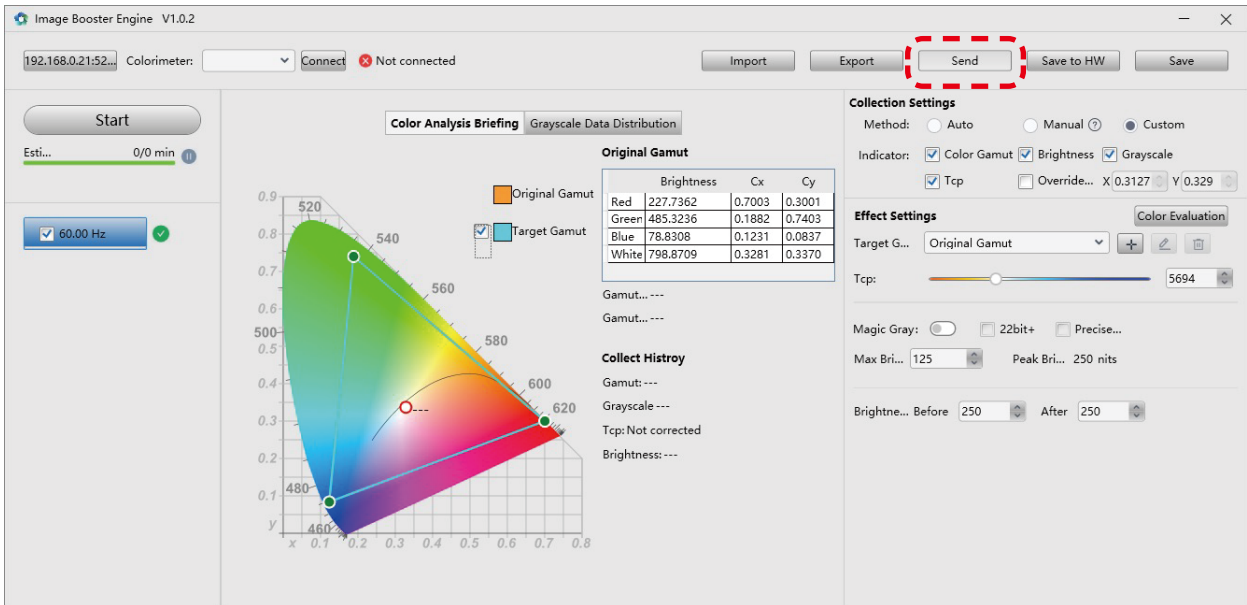 Image Booster Engine V1.0.2
192.168.0.21:52... Colorimeter: Connect Not connected Import Export Send Save to HW Save
Start
Esti... 0/0 min
60.00 Hz
Color Analysis Briefing Grayscale Data Distribution
Original Gamut
Target Gamut
0.9
0.8
0.7
0.6
0.5
0.4
0.3
0.2
0.1
y
x 0.1 0.2 0.3 0.4 0.5 0.6 0.7 0.8
520
540
560
500
580
600
620
480
460
---
Original Gamut
Brightness Cx Cy
Red 227.7362 0.7003 0.3001
Green 485.3236 0.1882 0.7403
Blue 78.8308 0.1231 0.0837
White 798.8709 0.3281 0.3370
Gamut... ---
Gamut... ---
Collect Histroy
Gamut: ---
Grayscale ---
Tcp: Not corrected
Brightness: ---
Collection Settings
Method: Auto Manual ? Custom
Indicator: Color Gamut Brightness Grayscale
Tcp Override... X 0.3127 Y 0.329
Effect Settings Color Evaluation
Target G... Original Gamut
Tcp: 5694
Magic Gray: 22bit+ Precise...
Max Bri... 125 Peak Bri... 250 nits
Brightne... Before 250 After 250